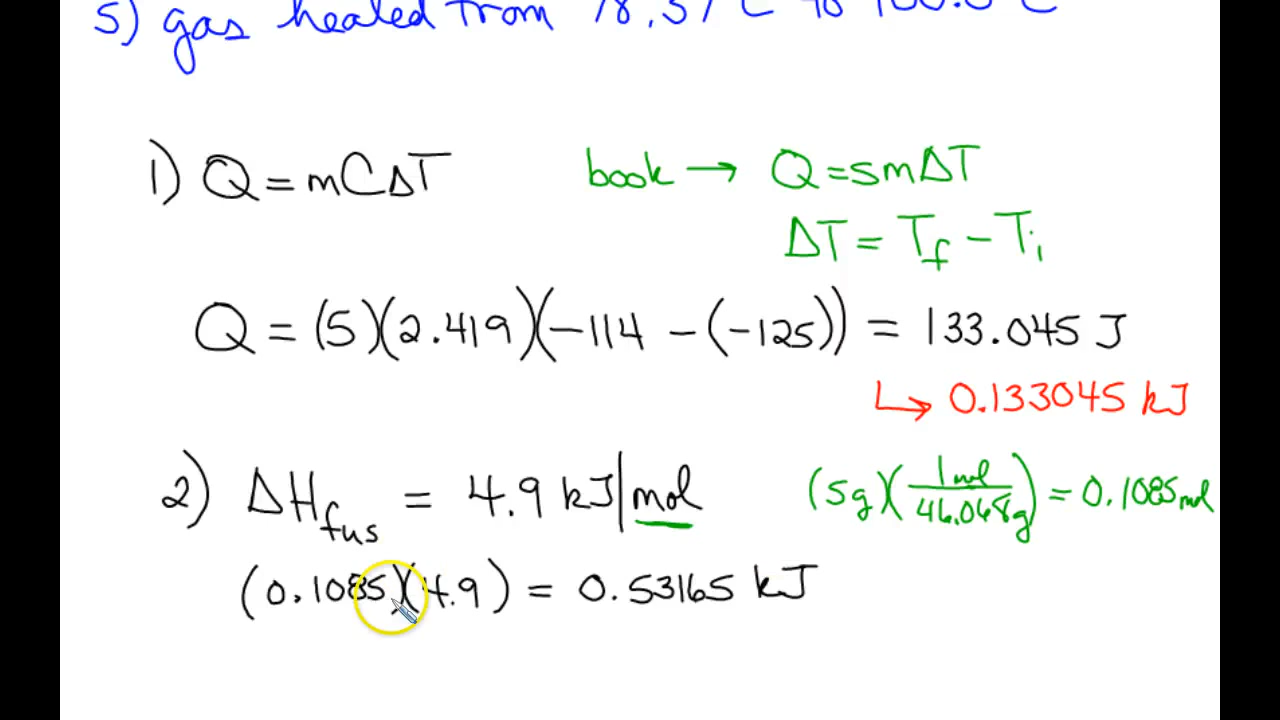 5) gas heated from 78.37°C to 100.0°C
1) Q = mCΔT
book → Q = smΔT
ΔT = Tf - Ti
Q = (5)(2.419)(-114 - (-125)) = 133.045 J
↳ 0.133045 kJ
2) ΔHfus = 4.9 kJ/mol
(5g)(1 mol/46.068g) = 0.1085 mol
(0.1085)(4.9) = 0.53165 kJ